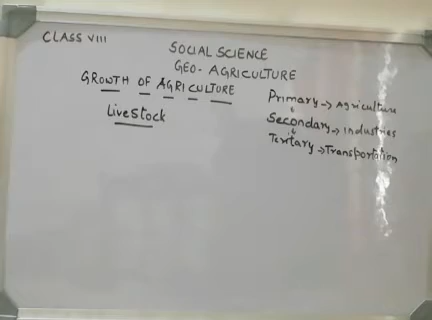 CLASS VIII
SOCIAL SCIENCE
GEO- AGRICULTURE
GROWTH OF AGRICULTURE
Livestock
Primary → Agriculture
Secondary → industries
Tertiary → Transportation